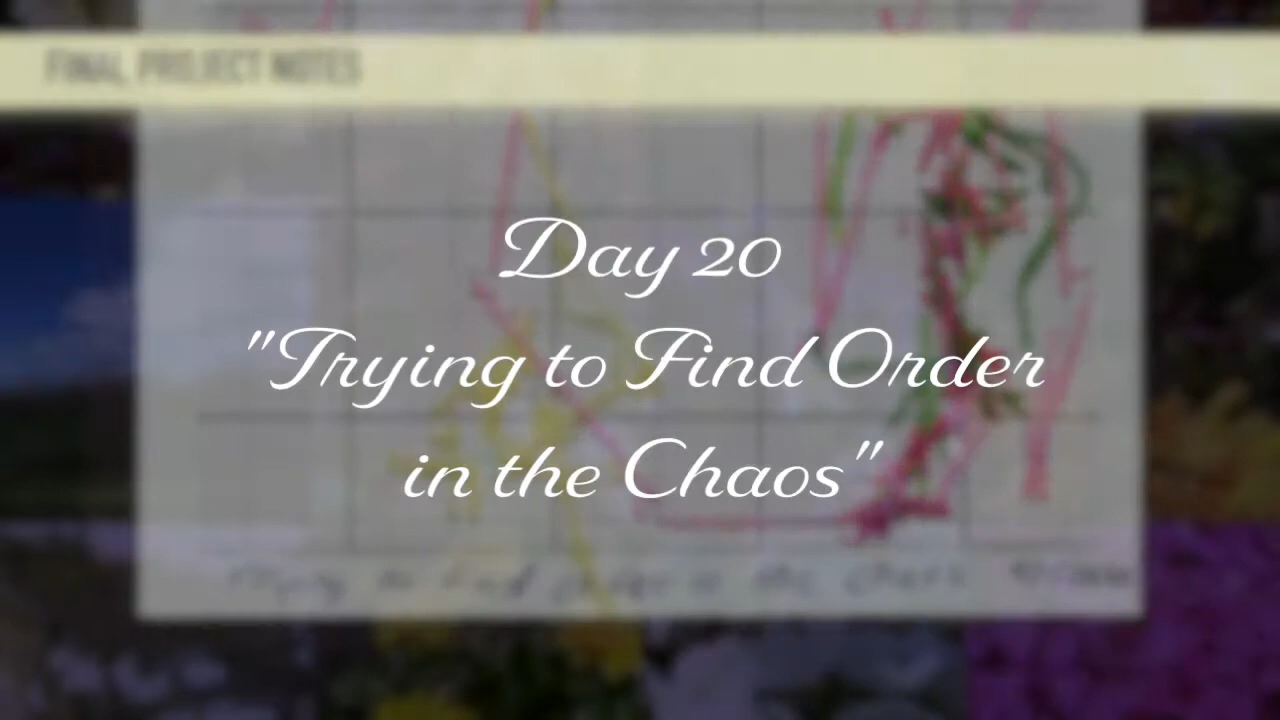 FINAL PROJECT NOTES
Day 20
"Trying to Find Order
in the Chaos"